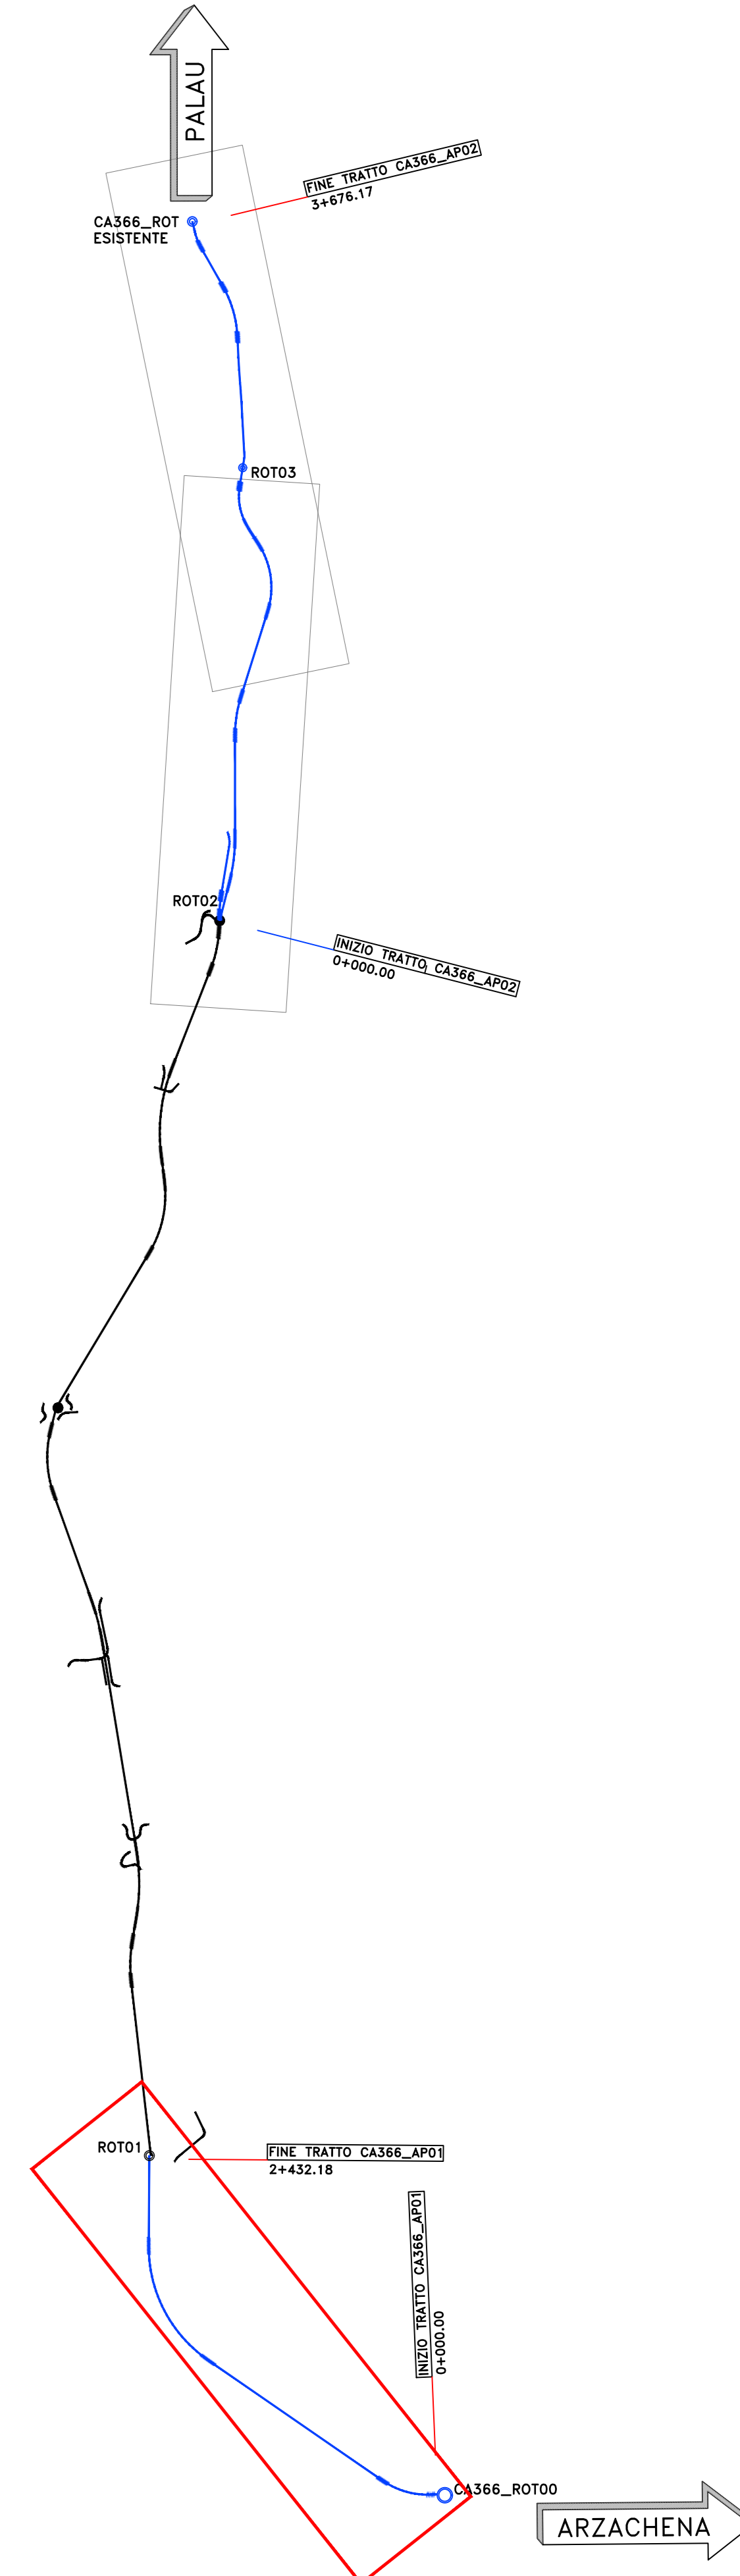 PALAU
FINE TRATTO CA366_AP02
3+676.17
CA366_ROT
ESISTENTE
ROT03
ROT02
INIZIO TRATTO CA366_AP02
0+000.00
ROT01
FINE TRATTO CA366_AP01
2+432.18
INIZIO TRATTO CA366_AP01
0+000.00
CA366_ROT00
ARZACHENA